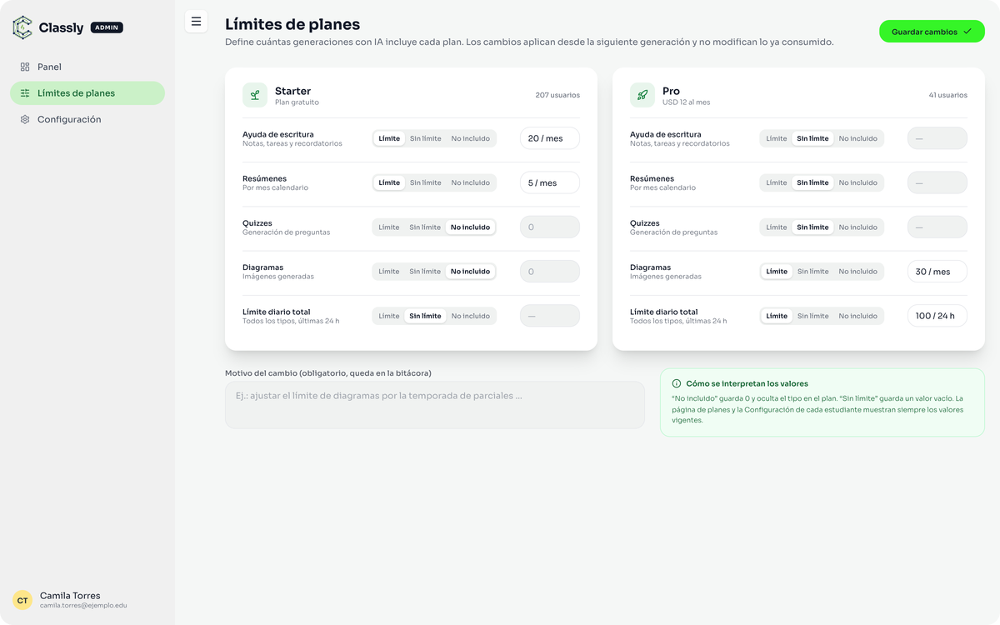 Classly ADMIN
Panel
Límites de planes
Configuración
Camila Torres
CT
camila.torres@ejemplo.edu
Límites de planes
Define cuántas generaciones con IA incluye cada plan. Los cambios aplican desde la siguiente generación y no modifican lo ya consumido.
Guardar cambios
Starter
Plan gratuito
207 usuarios
Ayuda de escritura
Notas, tareas y recordatorios
Límite Sin límite No incluido
20 / mes
Resúmenes
Por mes calendario
Límite Sin límite No incluido
5 / mes
Quizzes
Generación de preguntas
Límite Sin límite No incluido
0
Diagramas
Imágenes generadas
Límite Sin límite No incluido
0
Límite diario total
Todos los tipos, últimas 24 h
Límite Sin límite No incluido
—
Pro
USD 12 al mes
41 usuarios
Ayuda de escritura
Notas, tareas y recordatorios
Límite Sin límite No incluido
—
Resúmenes
Por mes calendario
Límite Sin límite No incluido
—
Quizzes
Generación de preguntas
Límite Sin límite No incluido
—
Diagramas
Imágenes generadas
Límite Sin límite No incluido
30 / mes
Límite diario total
Todos los tipos, últimas 24 h
Límite Sin límite No incluido
100 / 24 h
Motivo del cambio (obligatorio, queda en la bitácora)
Ej.: ajustar el límite de diagramas por la temporada de parciales ...
Cómo se interpretan los valores
“No incluido” guarda 0 y oculta el tipo en el plan. “Sin límite” guarda un valor vacío. La
página de planes y la Configuración de cada estudiante muestran siempre los valores
vigentes.